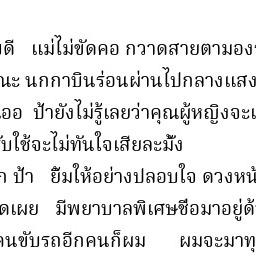 ยดี แม่ไม่ขัดคอ กวาดสายตามอง
ณะ นกกาบินร่อนผ่านไปกลางแสง
ออ ป้ายังไม่รู้เลยว่าคุณผู้หญิงจะ
บใช้จะไม่ทันใจเสียละมั้ง
ก ป้า ยิ้มให้อย่างปลอบใจ ดวงหน้
ดเผย มีพยาบาลพิเศษชื่อมาอยู่ด้
คนขับรถอีกคนก็ผม ผมจะมาทุ